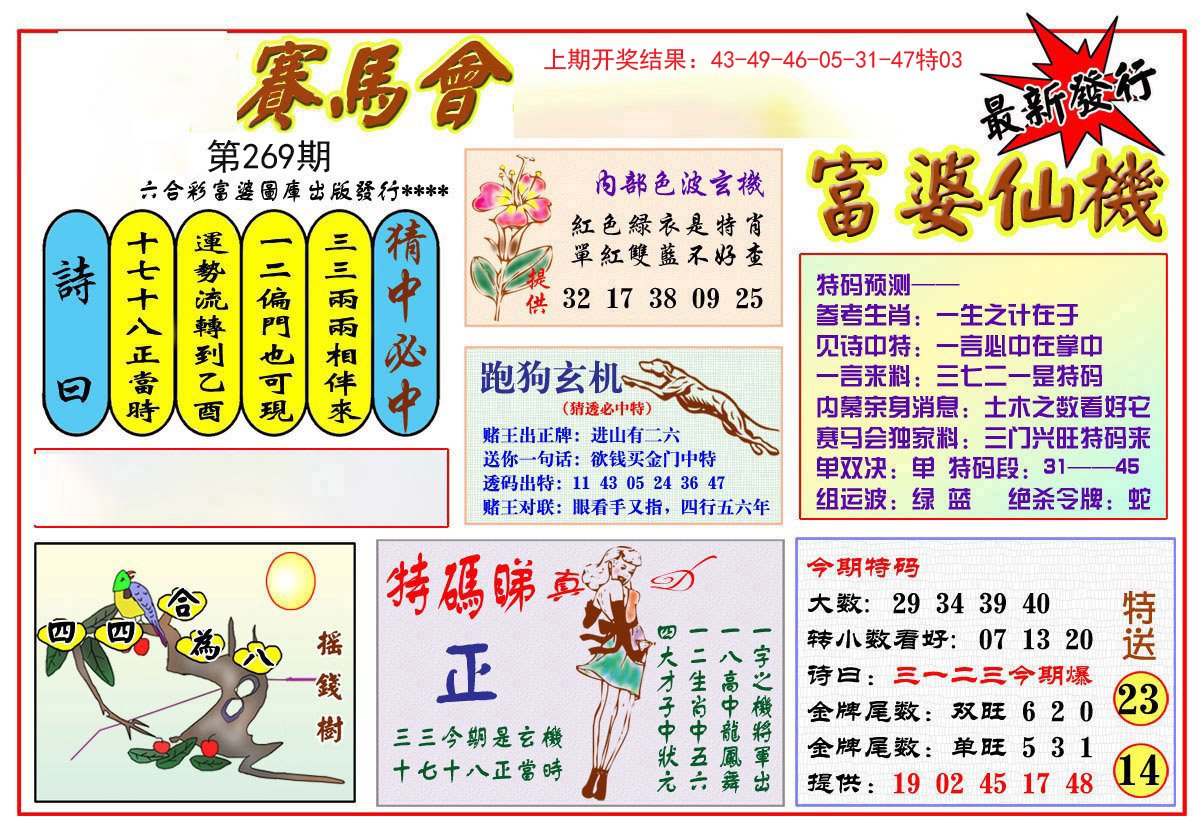 賽馬會
上期开奖结果：43-49-46-05-31-47特03
最新發行
第269期
六合彩富婆圖庫出版發行****
富婆仙機
猜中必中
三三兩兩相伴來
一二偏門也可現
運勢流轉到乙酉
十七十八正當時
詩曰
內部色波玄機
紅色綠衣是特肖
單紅雙藍不好查
提供
32 17 38 09 25
跑狗玄机
（猜透必中特）
赌王出正牌：进山有二六
送你一句话：欲钱买金门中特
透码出特：11 43 05 24 36 47
赌王对联：眼看手又指，四行五六年
特码预测——
参考生肖：一生之计在于
见诗中特：一言必中在掌中
一言来料：三七二一是特码
内幕亲身消息：土木之数看好它
赛马会独家料：三门兴旺特码来
单双决：单 特码段：31——45
组运波：绿 蓝 绝杀令牌：蛇
四四合為八
摇錢樹
特碼睇真D
正
三三今期是玄機
十七十八正當時
一字之機將軍出
一八高中龍鳳舞
一二生肖中五六
四大才子中狀元
今期特码
大数：29 34 39 40
转小数看好：07 13 20
诗曰：三一二三今期爆
金牌尾数：双旺 6 2 0
金牌尾数：单旺 5 3 1
提供：19 02 45 17 48
特送
23
14